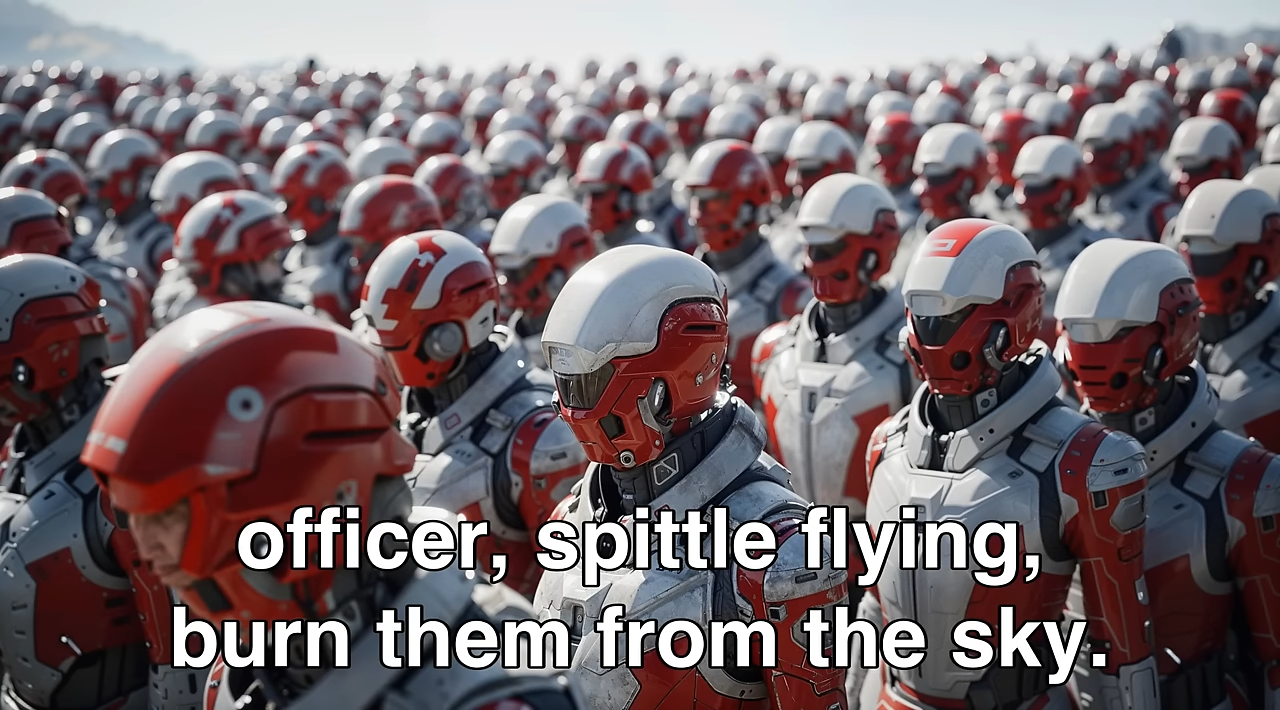 officer, spittle flying,
burn them from the sky.